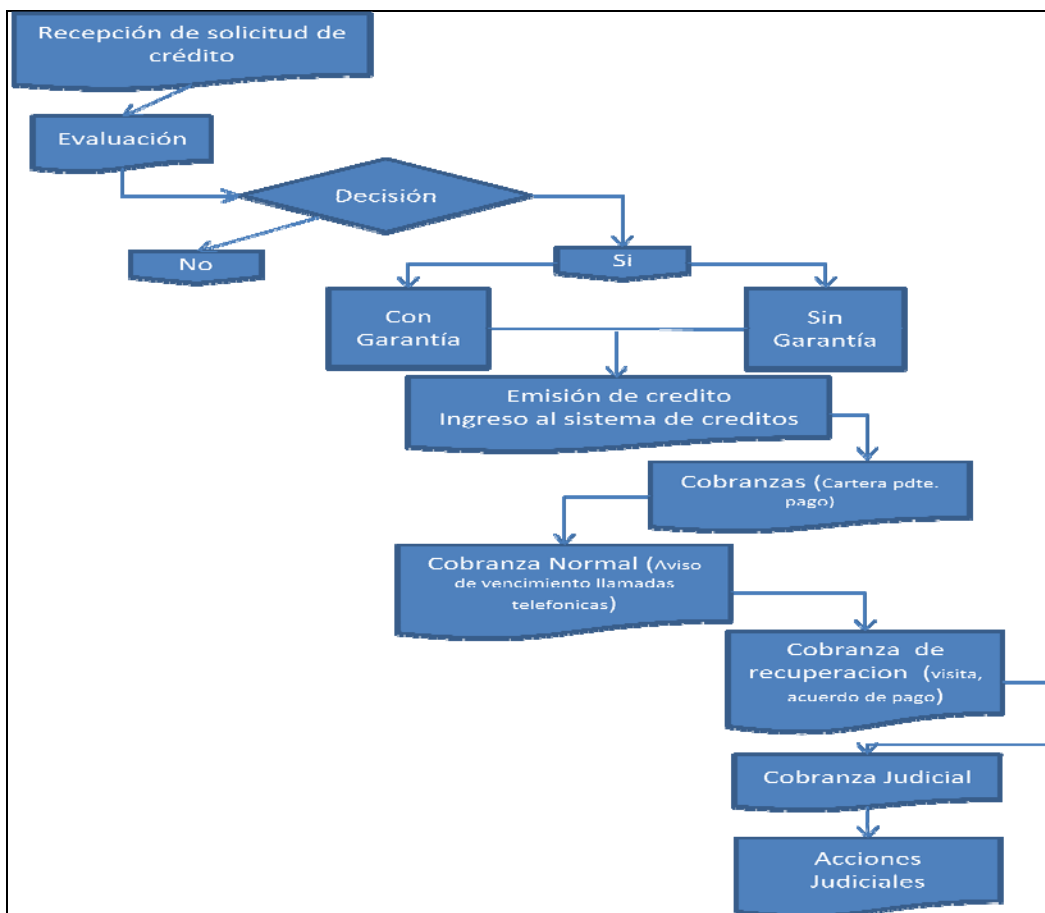 Recepción de solicitud de
crédito
Evaluación
Decisión
No
Si
Con
Garantía
Sin
Garantía
Emisión de credito
Ingreso al sistema de creditos
Cobranzas (Cartera pdte.
pago)
Cobranza Normal (Aviso
de vencimiento llamadas
telefonicas)
Cobranza de
recuperacion (visita,
acuerdo de pago)
Cobranza Judicial
Acciones
Judiciales